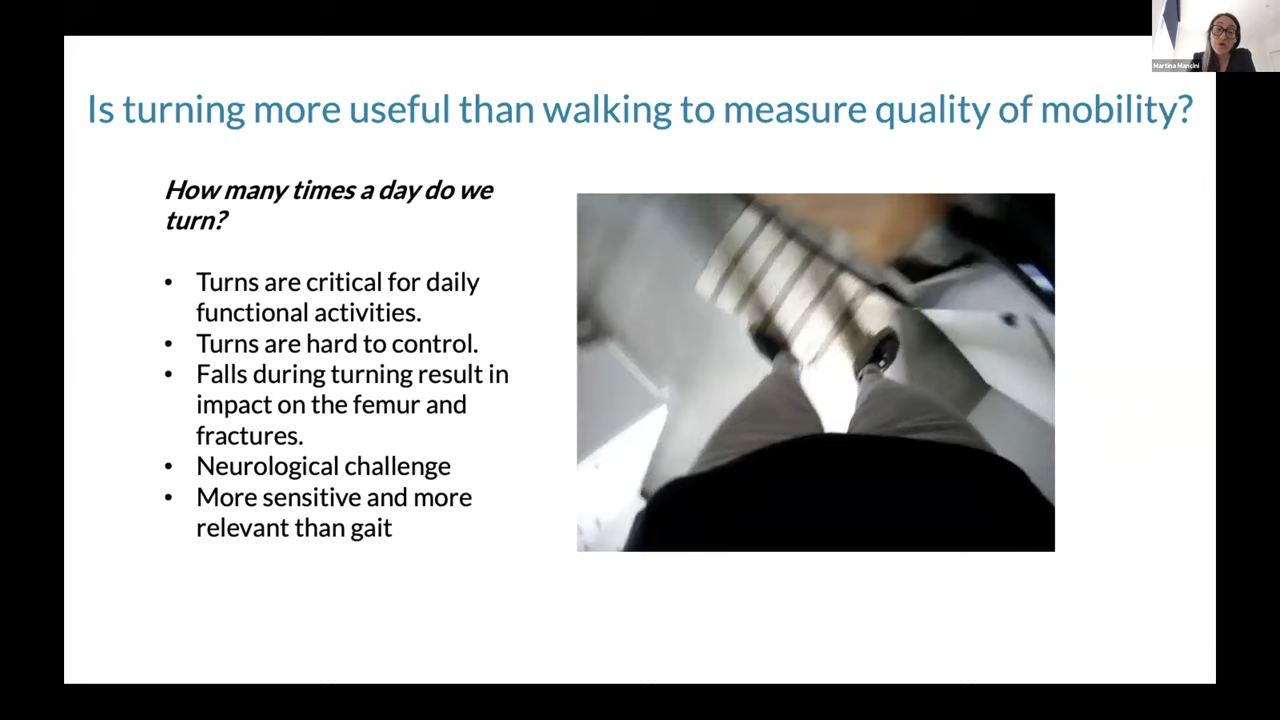 Martina Mancini
Is turning more useful than walking to measure quality of mobility?
How many times a day do we
turn?
• Turns are critical for daily
functional activities.
• Turns are hard to control.
• Falls during turning result in
impact on the femur and
fractures.
• Neurological challenge
• More sensitive and more
relevant than gait